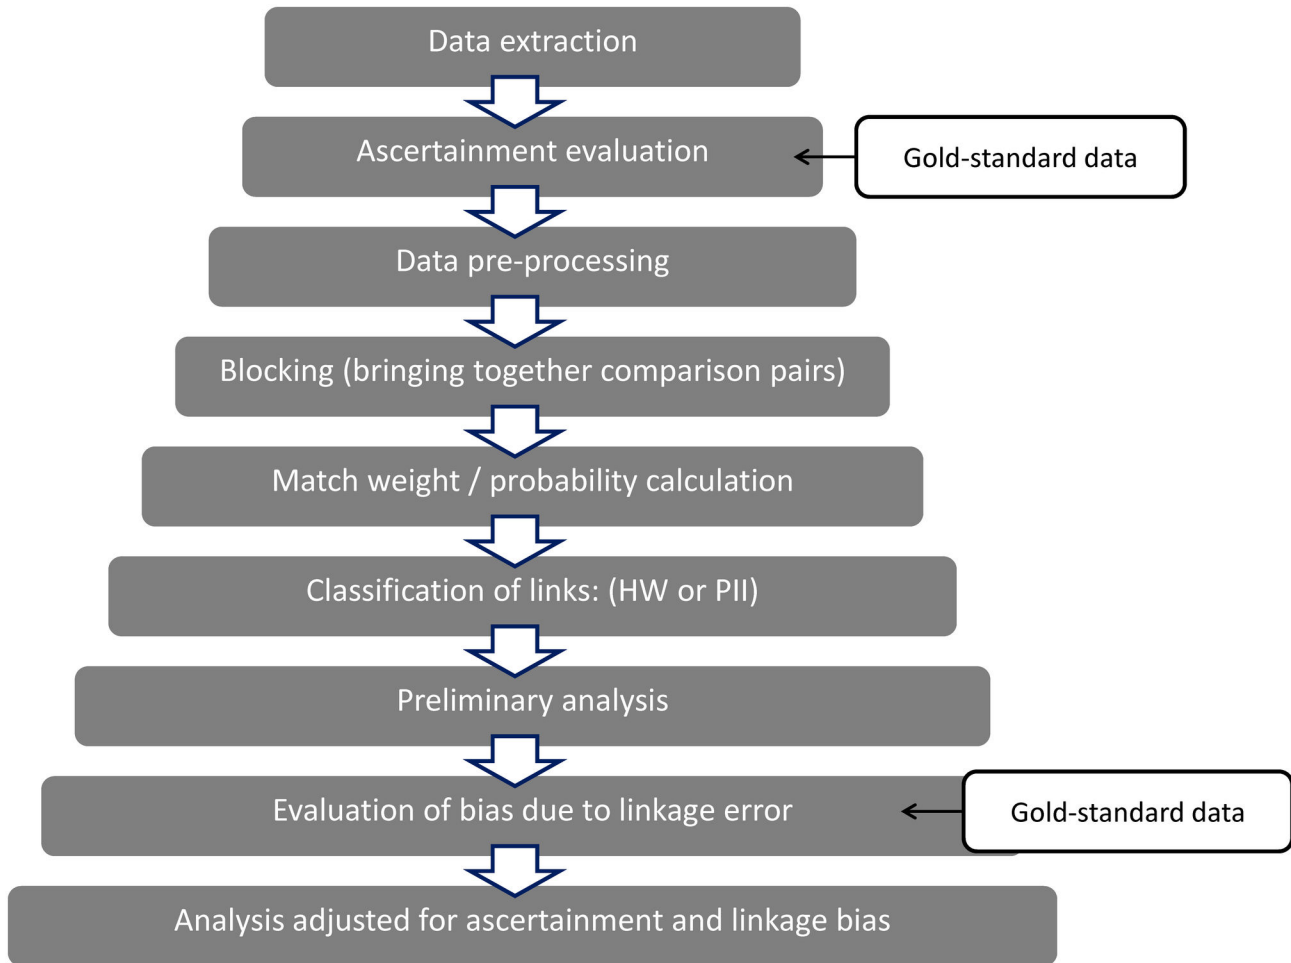 Data extraction
Ascertainment evaluation
Gold-standard data
Data pre-processing
Blocking (bringing together comparison pairs)
Match weight / probability calculation
Classification of links: (HW or PII)
Preliminary analysis
Evaluation of bias due to linkage error
Gold-standard data
Analysis adjusted for ascertainment and linkage bias